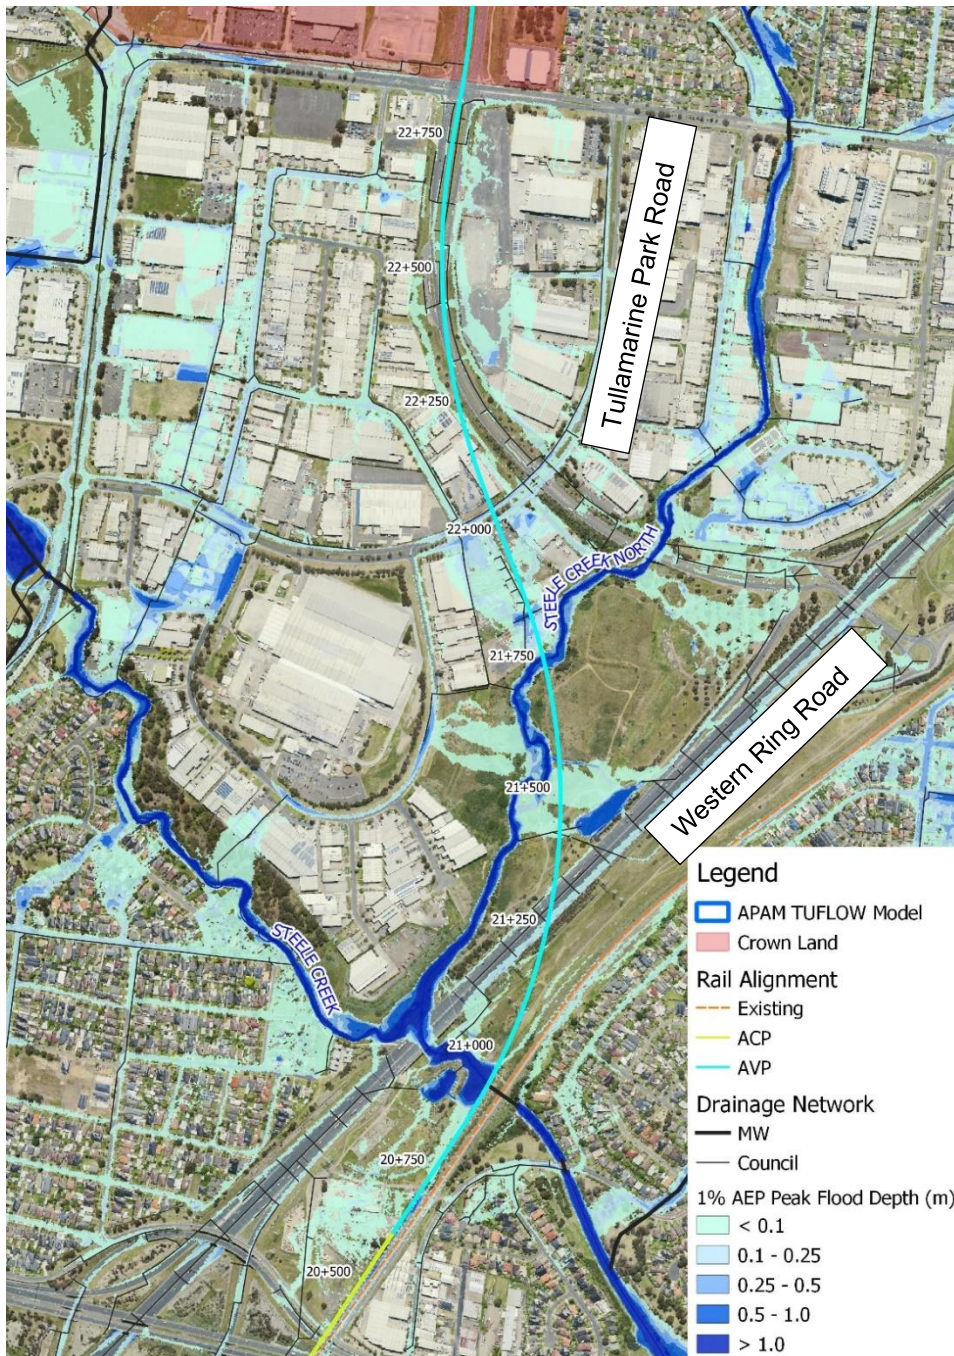 22+750
Tullamarine Park Road
22+500
22+250
22+000
STEELE CREEK NORTH
21+750
Western Ring Road
21+500
21+250
STEELE CREEK
21+000
20+750
20+500
Legend
APAM TUFLOW Model
Crown Land
Rail Alignment
Existing
ACP
AVP
Drainage Network
MW
Council
1% AEP Peak Flood Depth (m)
< 0.1
0.1 - 0.25
0.25 - 0.5
0.5 - 1.0
> 1.0